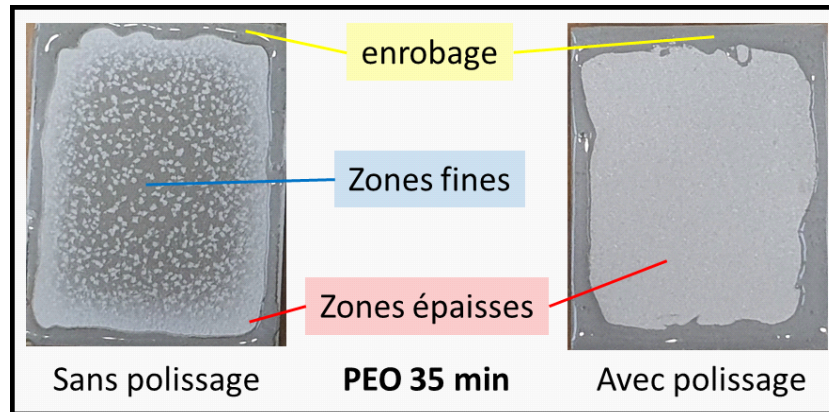 enrobage
Zones fines
Zones épaisses
Sans polissage
PEO 35 min
Avec polissage